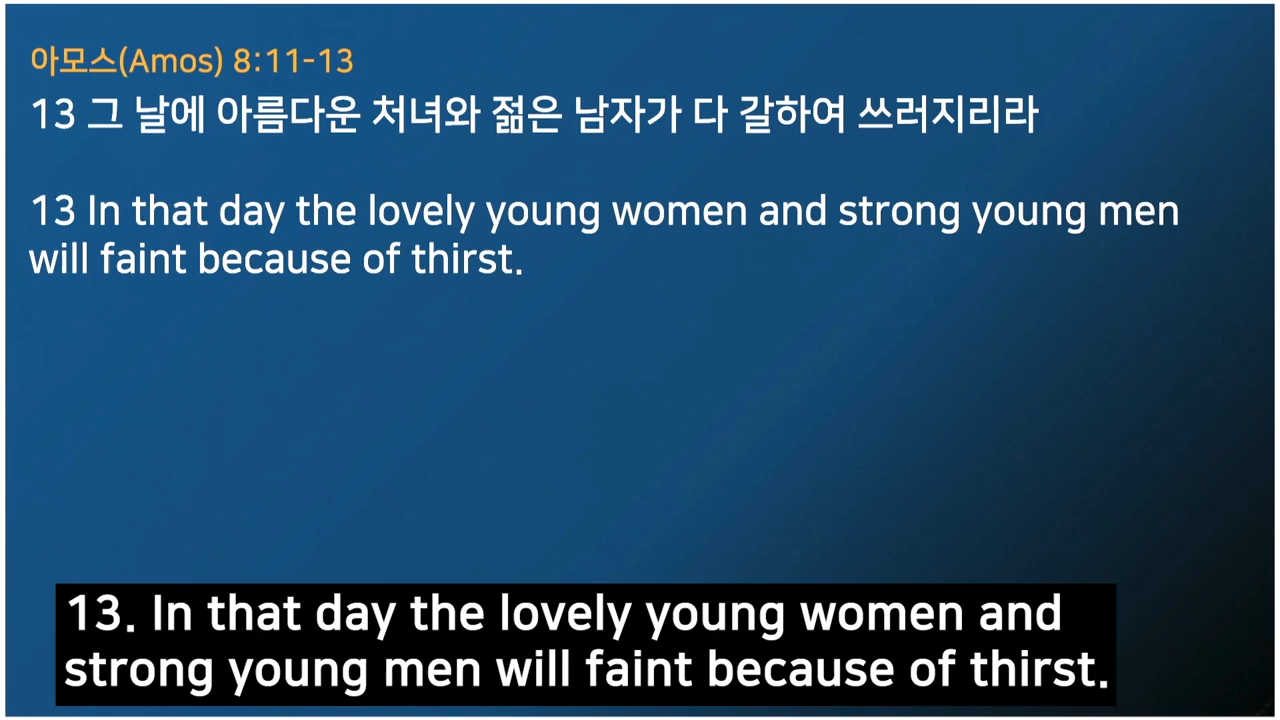 아모스(Amos) 8:11-13
13 그 날에 아름다운 처녀와 젊은 남자가 다 갈하여 쓰러지리라
13 In that day the lovely young women and strong young men
will faint because of thirst.
13. In that day the lovely young women and
strong young men will faint because of thirst.